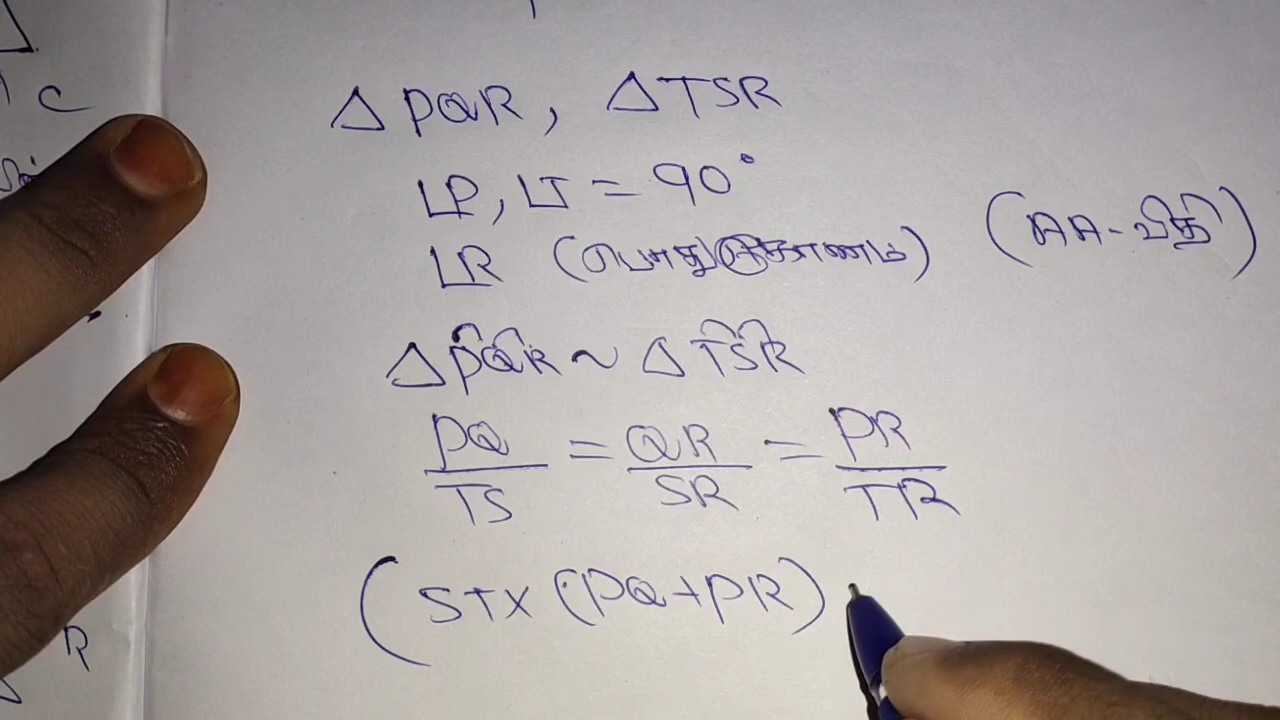 C
Δ PQR, Δ TSR
∟P, ∟T = 90°
∟R (பொது கோணம்) (AA-விதி)
Δ PQR ~ Δ TSR
PQ/TS = QR/SR = PR/TR
(ST× (PQ+PR)
R